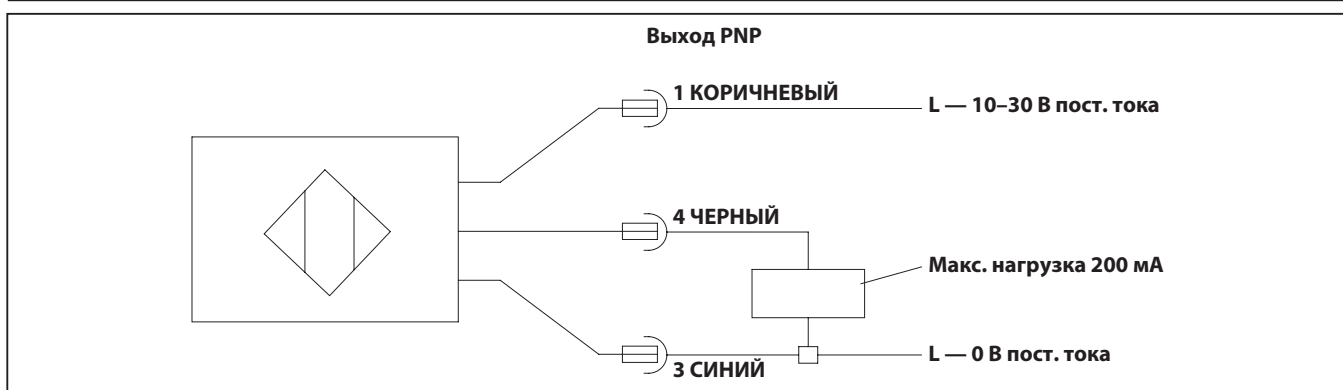 Выход PNP
1 КОРИЧНЕВЫЙ
L — 10–30 В пост. тока
4 ЧЕРНЫЙ
Макс. нагрузка 200 мА
L — 0 В пост. тока
3 СИНИЙ